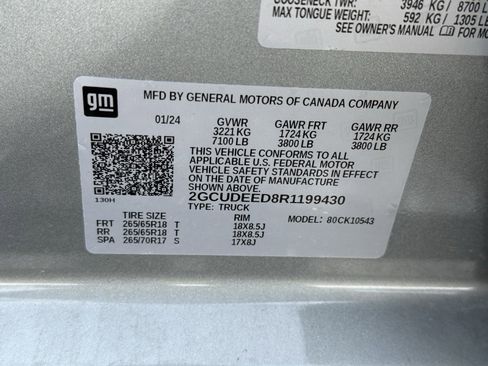 GOOSENECK TWR: 3946 KG / 8700 L
MAX TONGUE WEIGHT: 592 KG / 1305 LB
SEE OWNER'S MANUAL FOR MO
gm
MFD BY GENERAL MOTORS OF CANADA COMPANY
01/24 GVWR GAWR FRT GAWR RR
3221 KG 1724 KG 1724 KG
7100 LB 3800 LB 3800 LB
THIS VEHICLE CONFORMS TO ALL
APPLICABLE U.S. FEDERAL MOTOR
VEHICLE SAFETY STANDARDS IN EFFECT
ON THE DATE OF MANUFACTURE
SHOWN ABOVE.
130H
2GCUDEED8R1199430
TYPE: TRUCK
MODEL: 80CK10543
TIRE SIZE RIM
FRT 265/65R18 T 18X8.5J
RR 265/65R18 T 18X8.5J
SPA 265/70R17 S 17X8J